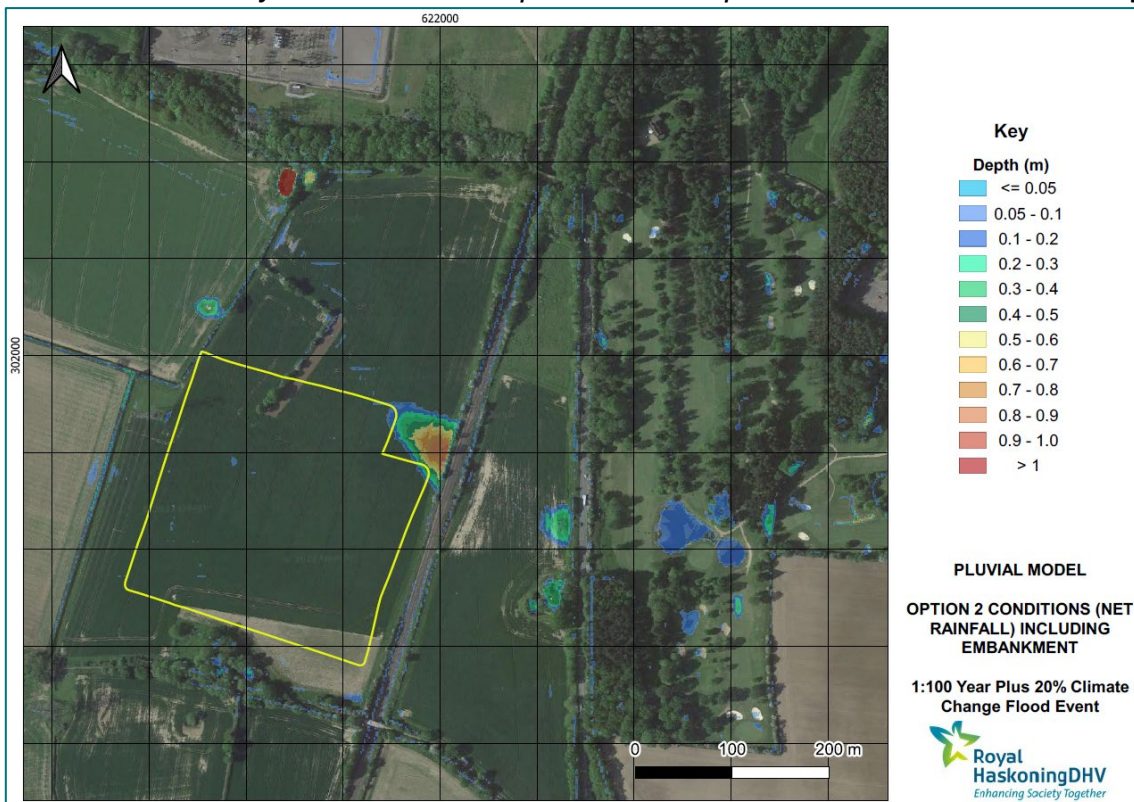 622000
302000
Key
Depth (m)
<= 0.05
0.05 - 0.1
0.1 - 0.2
0.2 - 0.3
0.3 - 0.4
0.4 - 0.5
0.5 - 0.6
0.6 - 0.7
0.7 - 0.8
0.8 - 0.9
0.9 - 1.0
> 1
PLUVIAL MODEL
OPTION 2 CONDITIONS (NET
RAINFALL) INCLUDING
EMBANKMENT
1:100 Year Plus 20% Climate
Change Flood Event
0 100 200 m
Royal
HaskoningDHV
Enhancing Society Together